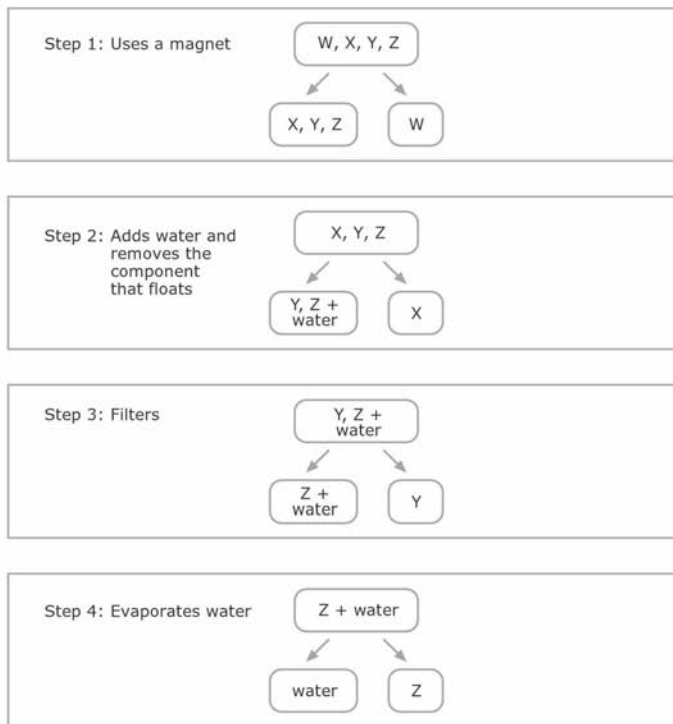 Step 1: Uses a magnet
W, X, Y, Z
X, Y, Z
W
Step 2: Adds water and
removes the
component
that floats
X, Y, Z
Y, Z +
water
X
Step 3: Filters
Y, Z +
water
Z +
water
Y
Step 4: Evaporates water
Z + water
water
Z